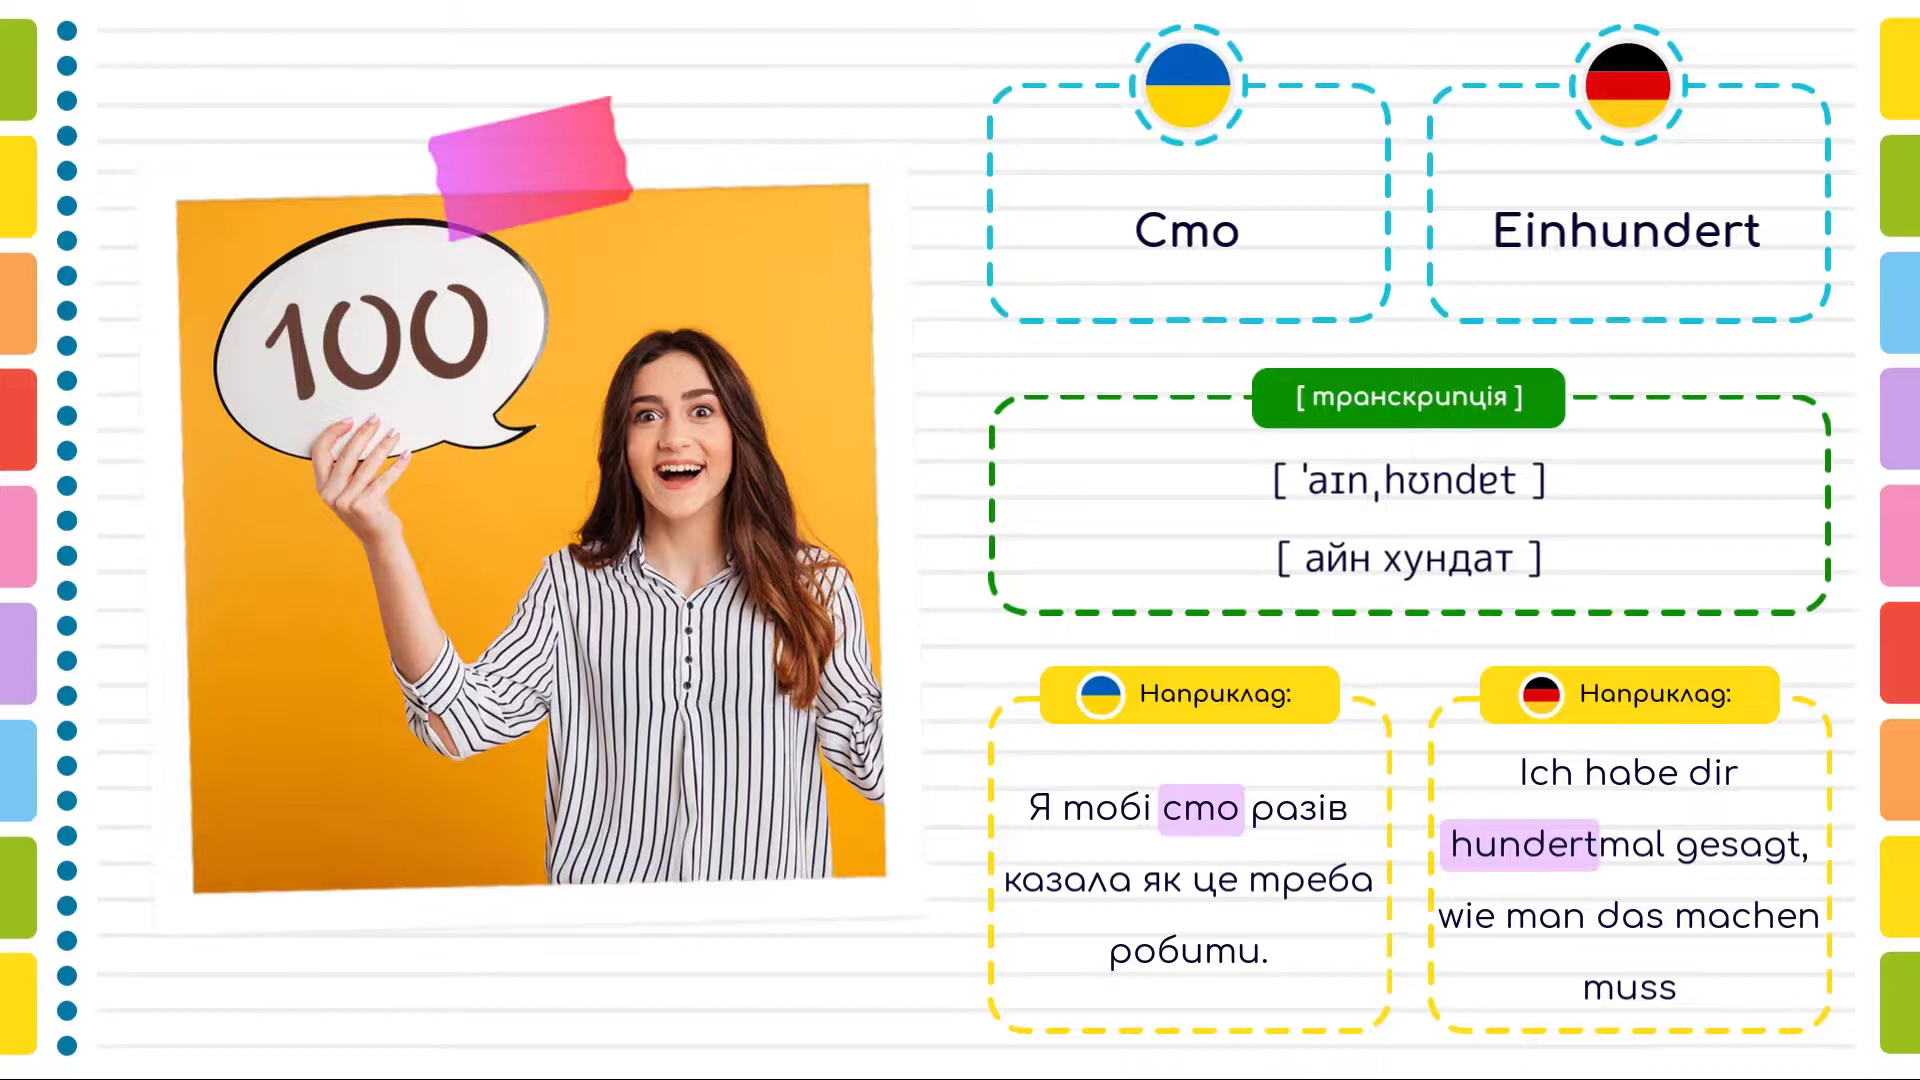 100
Сто
Einhundert
[ транскрипція ]
[ ˈaɪnˌhʊndɐt ]
[ айн хундат ]
Наприклад:
Я тобі сто разів
казала як це треба
робити.
Наприклад:
Ich habe dir
hundertmal gesagt,
wie man das machen
muss